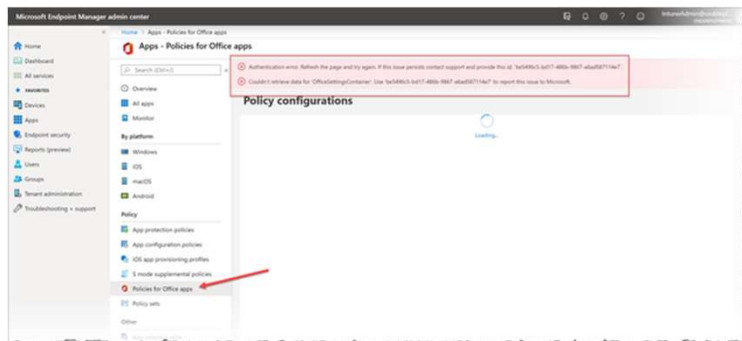 Microsoft Endpoint Manager admin center
Home > Apps - Policies for Office apps
Apps - Policies for Office apps
Home
Dashboard
All services
FAVORITES
Devices
Apps
Endpoint security
Reports (preview)
Users
Groups
Tenant administration
Troubleshooting + support
Search (Ctrl+/)
Overview
All apps
Monitor
By platform
Windows
iOS
macOS
Android
Policy
App protection policies
App configuration policies
iOS app provisioning profiles
S mode supplemental policies
Policies for Office apps
Policy sets
Other
Authentication error. Refresh the page and try again. If this issue persists contact support and provide this id.
Couldn't retrieve data for 'OfficeSettingsContainer'. Use to report this issue to Microsoft.
Policy configurations
Loading...